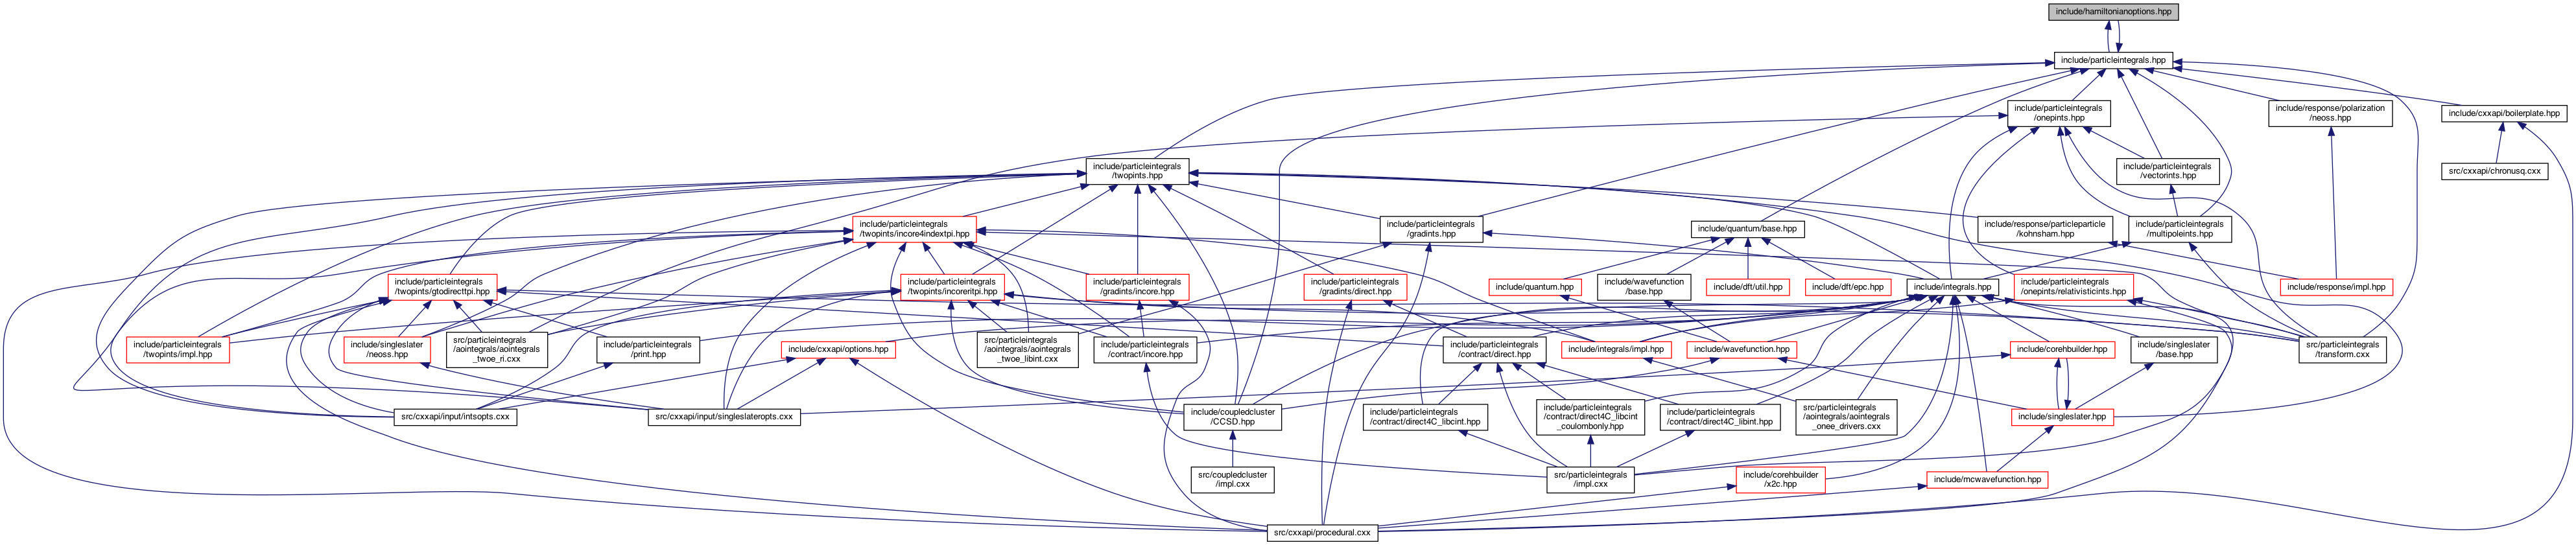 include/hamiltonianoptions.hpp
include/particleintegrals.hpp
include/particleintegrals
/onepints.hpp
include/response/polarization
/neoss.hpp
include/cxxapi/boilerplate.hpp
include/particleintegrals
/twopints.hpp
include/particleintegrals
/vectorints.hpp
src/cxxapi/chronusq.cxx
include/particleintegrals
/twopints/incore4indextpi.hpp
include/particleintegrals
/gradints.hpp
include/quantum/base.hpp
include/response/particleparticle
/kohnsham.hpp
include/particleintegrals
/multipoleints.hpp
include/particleintegrals
/twopints/gtodirecttpi.hpp
include/particleintegrals
/twopints/incoreritpi.hpp
include/particleintegrals
/gradints/incore.hpp
include/particleintegrals
/gradints/direct.hpp
include/quantum.hpp
include/wavefunction
/base.hpp
include/dft/util.hpp
include/dft/epc.hpp
include/integrals.hpp
include/particleintegrals
/onepints/relativisticints.hpp
include/response/impl.hpp
include/particleintegrals
/twopints/impl.hpp
include/singleslater
/neoss.hpp
src/particleintegrals
/aointegrals/aointegrals
_twoe_ri.cxx
include/particleintegrals
/print.hpp
include/cxxapi/options.hpp
src/particleintegrals
/aointegrals/aointegrals
_twoe_libint.cxx
include/particleintegrals
/contract/incore.hpp
include/particleintegrals
/contract/direct.hpp
include/integrals/impl.hpp
include/wavefunction.hpp
include/corehbuilder.hpp
include/singleslater
/base.hpp
src/particleintegrals
/transform.cxx
src/cxxapi/input/intsopts.cxx
src/cxxapi/input/singleslateropts.cxx
include/coupledcluster
/CCSD.hpp
include/particleintegrals
/contract/direct4C_libcint.hpp
include/particleintegrals
/contract/direct4C_libcint
_coulombonly.hpp
include/particleintegrals
/contract/direct4C_libint.hpp
src/particleintegrals
/aointegrals/aointegrals
_onee_drivers.cxx
include/singleslater.hpp
src/coupledcluster
/impl.cxx
src/particleintegrals
/impl.cxx
include/corehbuilder
/x2c.hpp
include/mcwavefunction.hpp
src/cxxapi/procedural.cxx